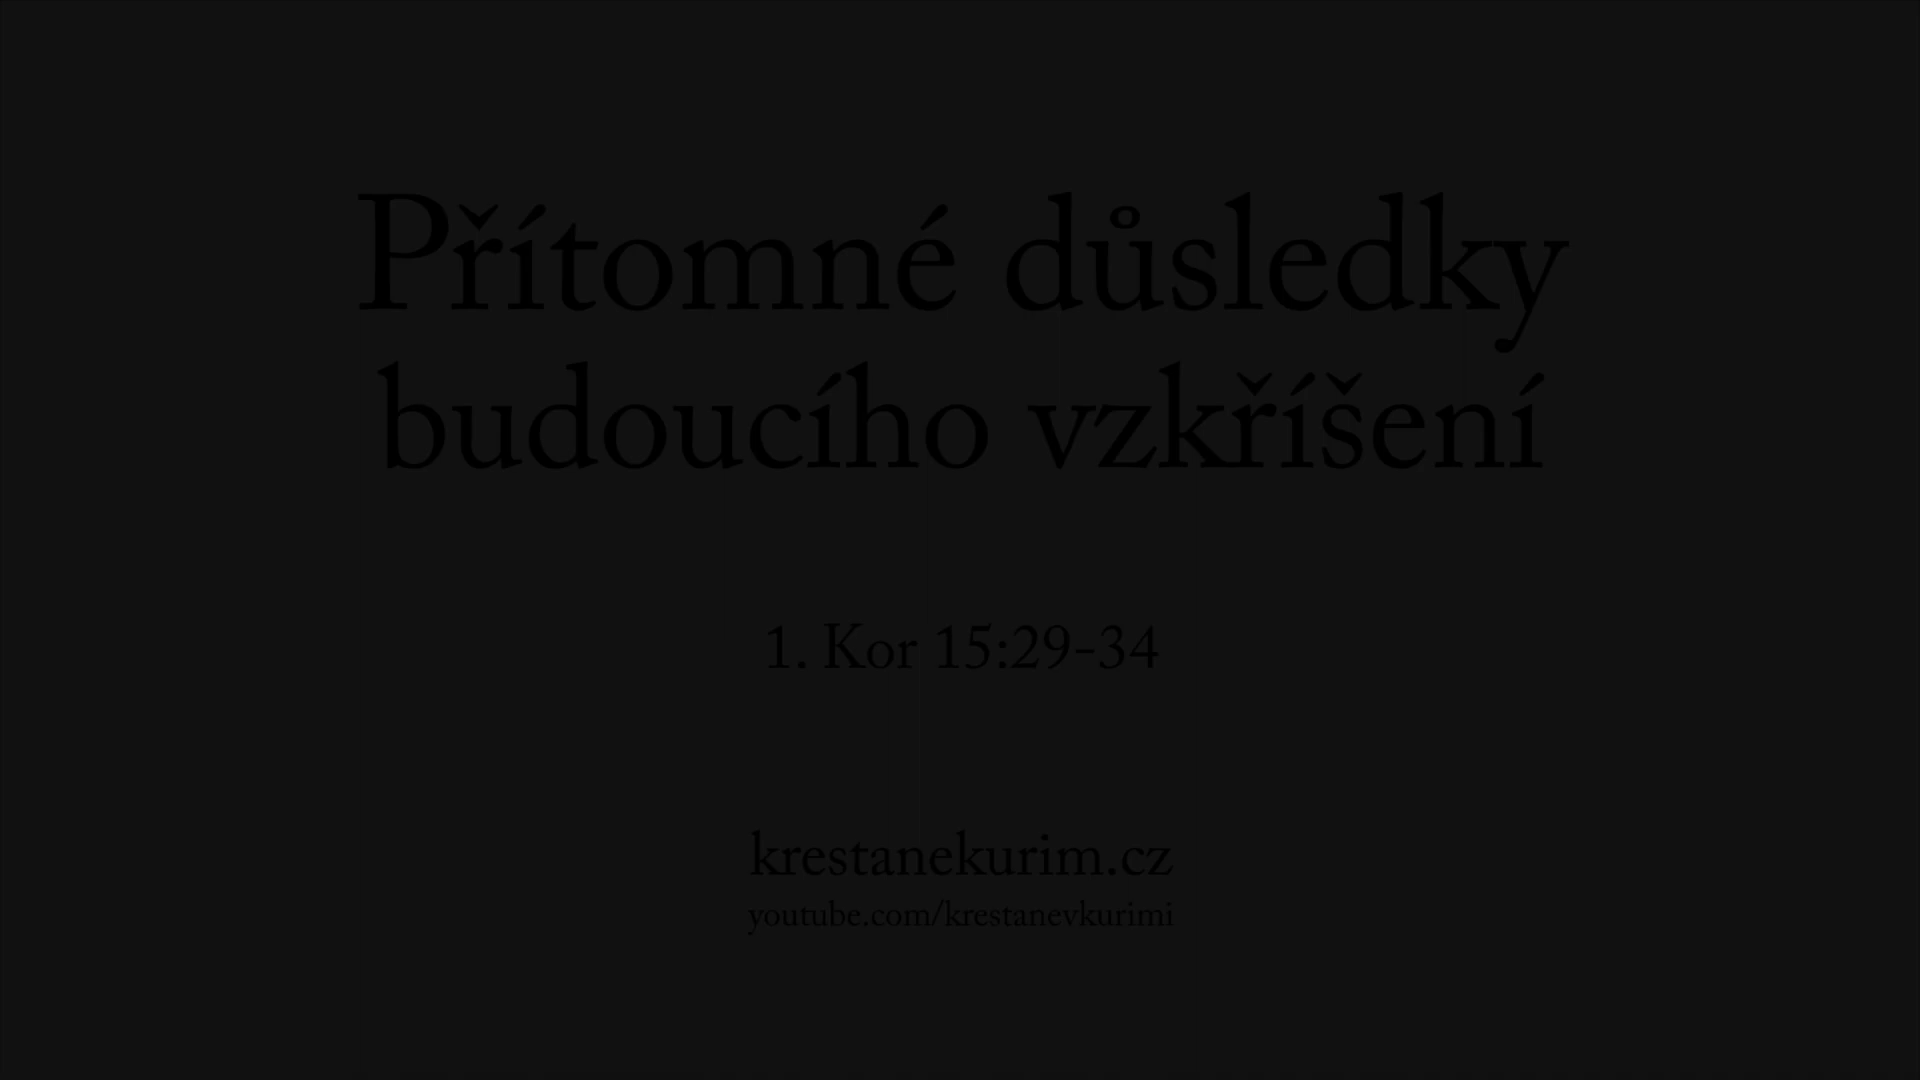 Přítomné důsledky
budoucího vzkříšení
1. Kor 15:29-34
krestanekurim.cz
youtube.com/krestanevkurimi